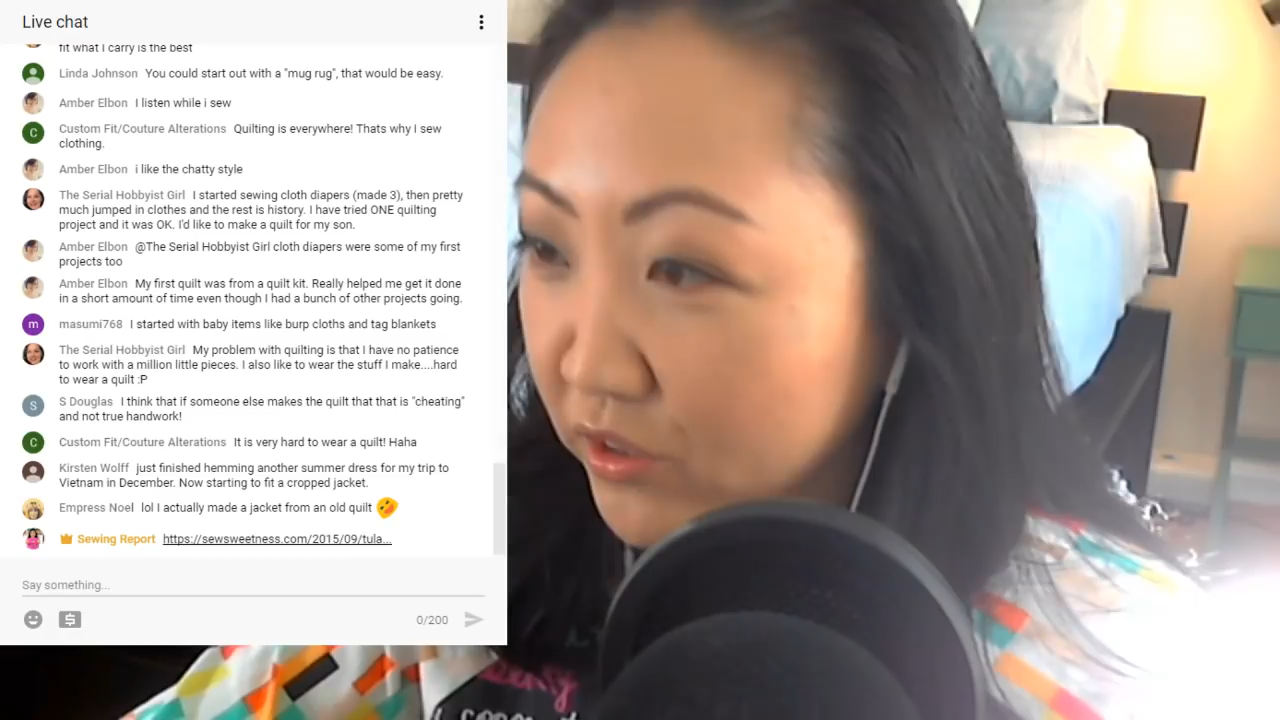 Live chat
fit what I carry is the best
Linda Johnson You could start out with a "mug rug", that would be easy.
Amber Elbon I listen while i sew
C
Custom Fit/Couture Alterations Quilting is everywhere! Thats why I sew
clothing.
Amber Elbon i like the chatty style
The Serial Hobbyist Girl I started sewing cloth diapers (made 3), then pretty
much jumped in clothes and the rest is history. I have tried ONE quilting
project and it was OK. I'd like to make a quilt for my son.
Amber Elbon @The Serial Hobbyist Girl cloth diapers were some of my first
projects too
Amber Elbon My first quilt was from a quilt kit. Really helped me get it done
in a short amount of time even though I had a bunch of other projects going.
m masumi768 I started with baby items like burp cloths and tag blankets
The Serial Hobbyist Girl My problem with quilting is that I have no patience
to work with a million little pieces. I also like to wear the stuff I make....hard
to wear a quilt :P
S
S Douglas I think that if someone else makes the quilt that that is "cheating"
and not true handwork!
C Custom Fit/Couture Alterations It is very hard to wear a quilt! Haha
Kirsten Wolff just finished hemming another summer dress for my trip to
Vietnam in December. Now starting to fit a cropped jacket.
Empress Noel lol I actually made a jacket from an old quilt
Sewing Report https://sewsweetness.com/2015/09/tula...
Say something...
$ 0/200